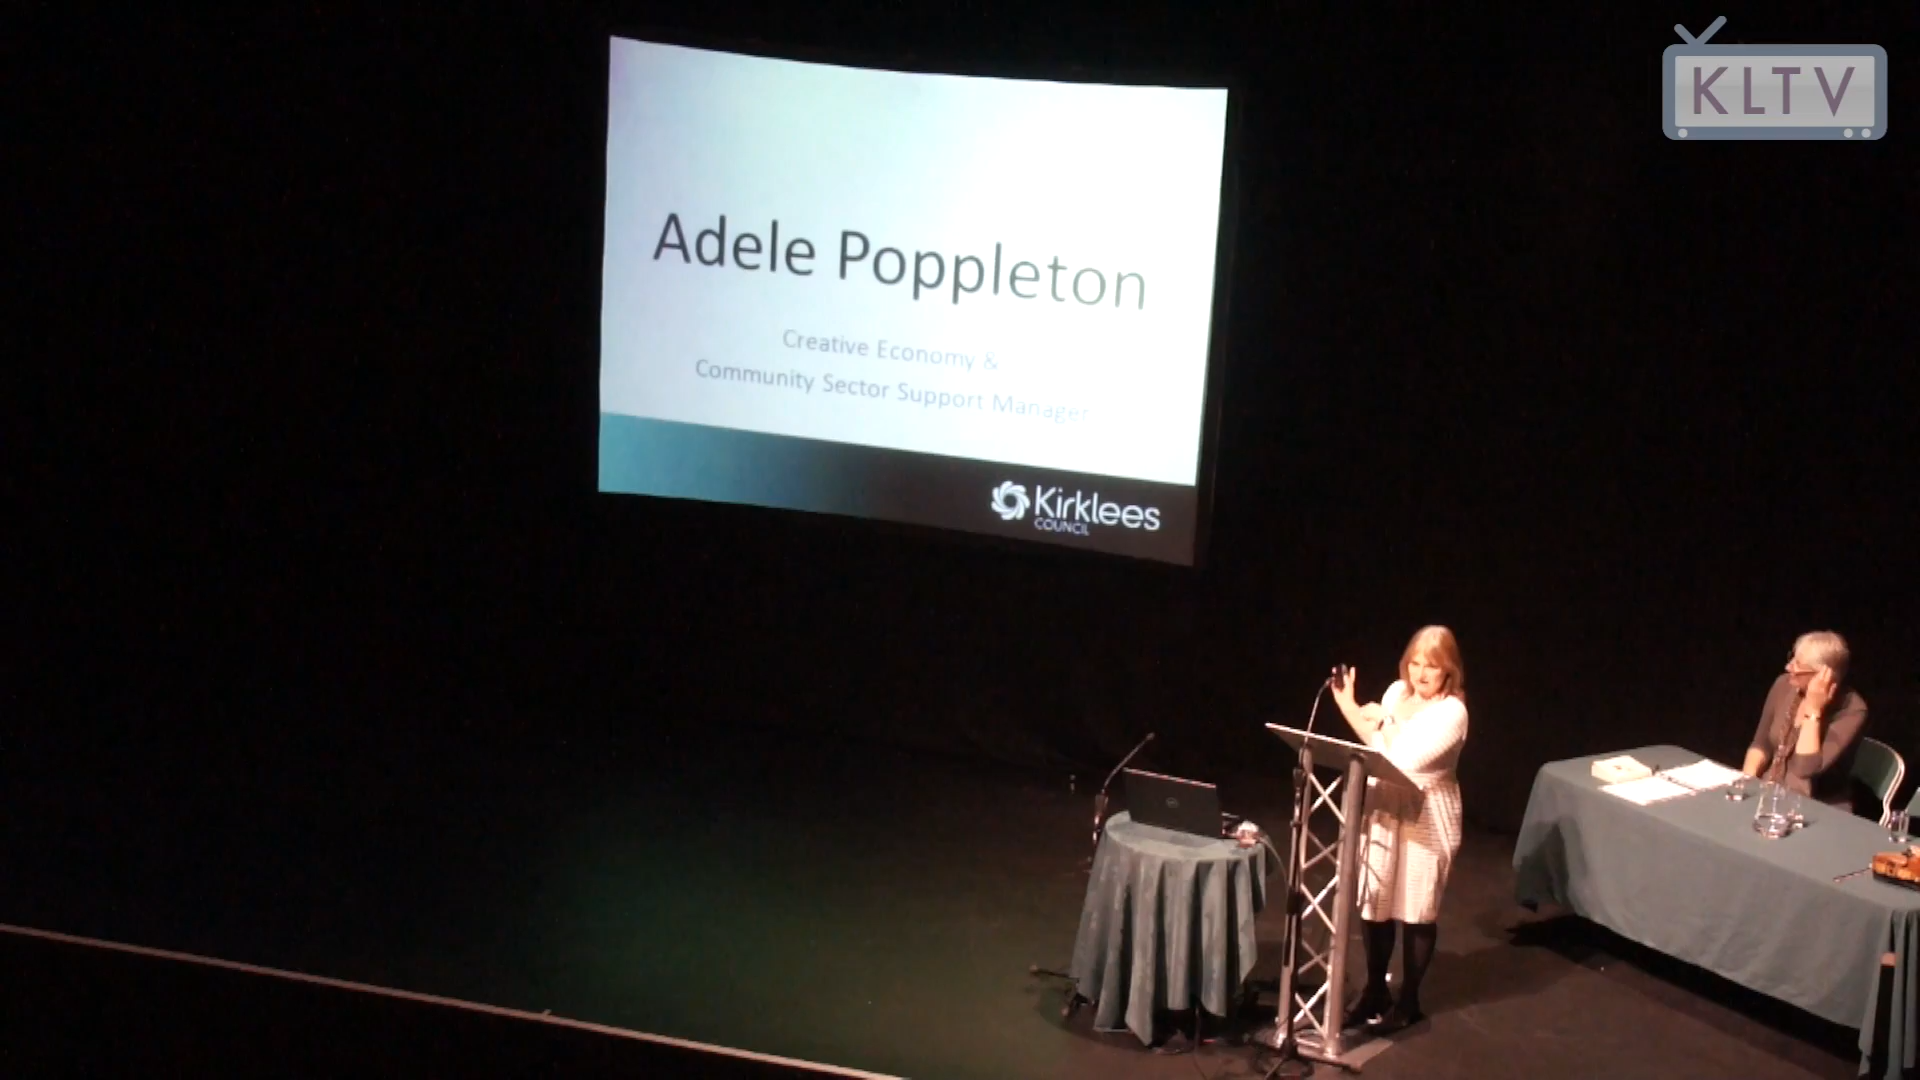 KLTV
Adele Poppleton
Creative Economy &
Community Sector Support Manager
Kirklees
COUNCIL